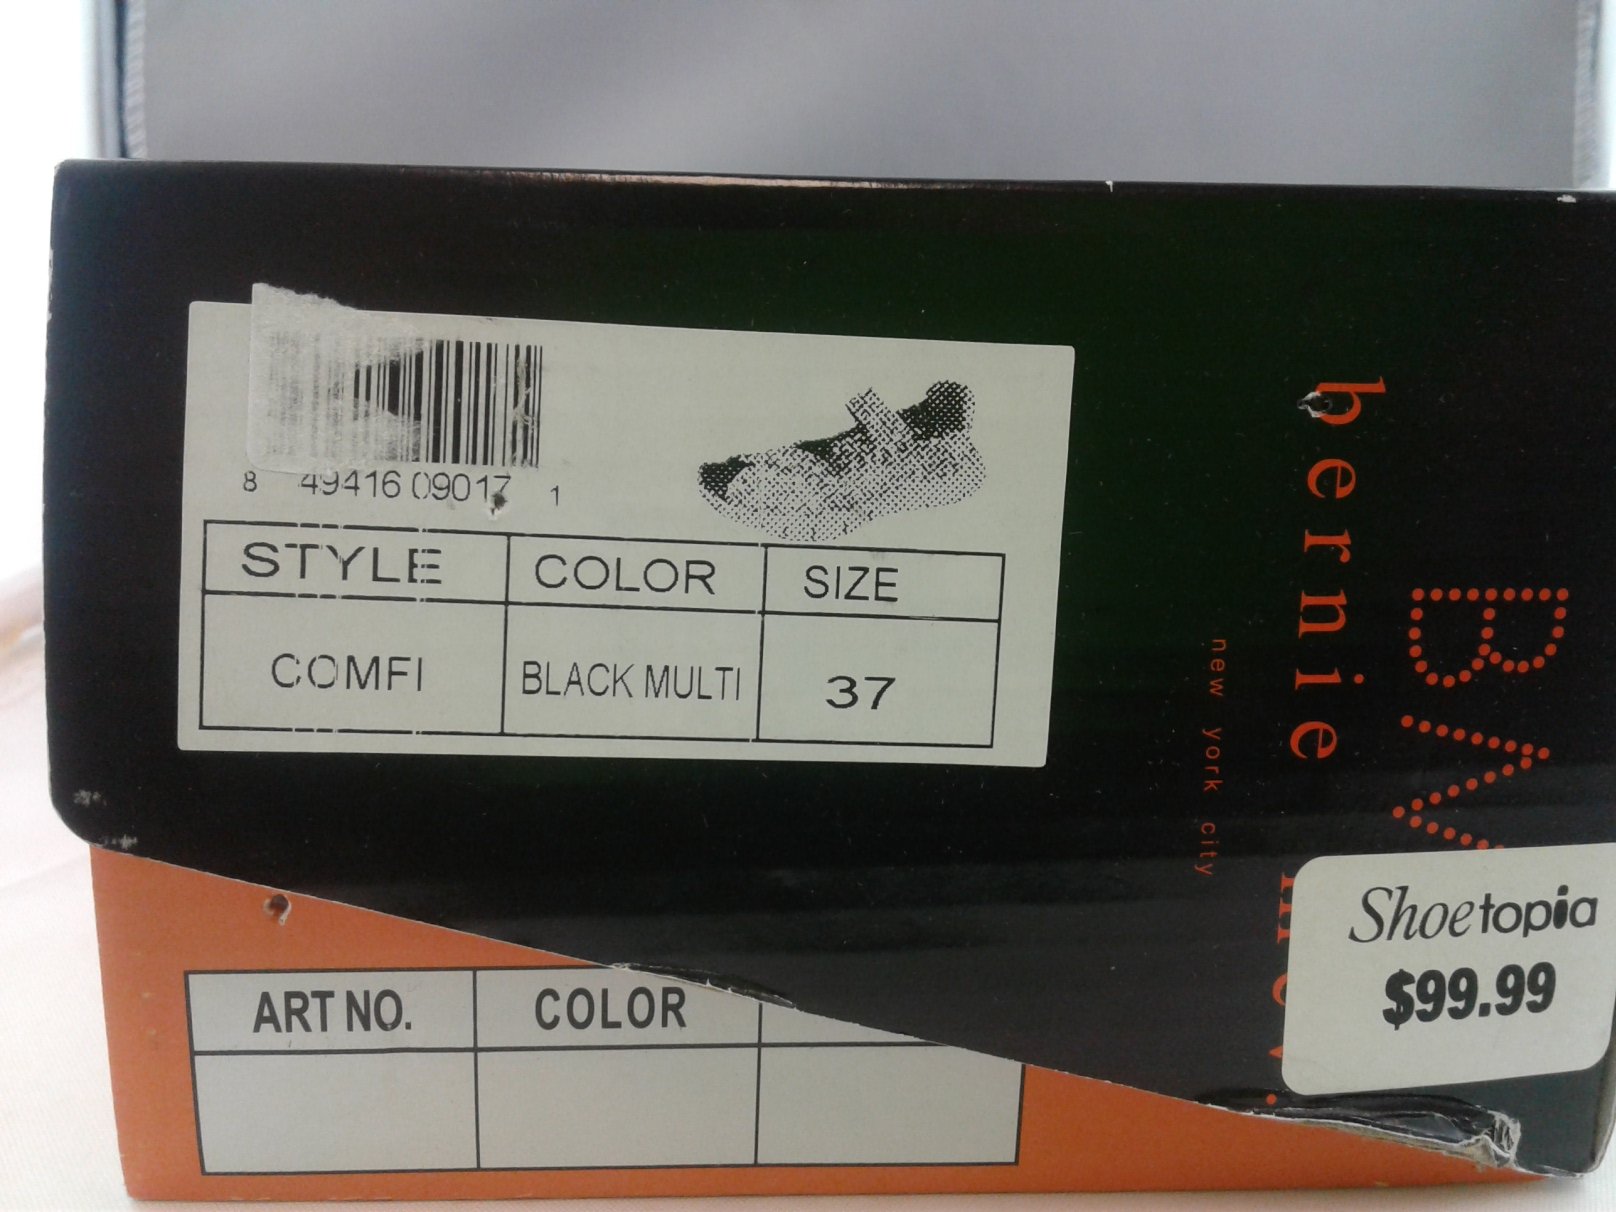 8 49416 09017 1
STYLE COLOR SIZE
COMFI BLACK MULTI 37
bernie
new york city
Shoetopia
$99.99
ART NO. COLOR